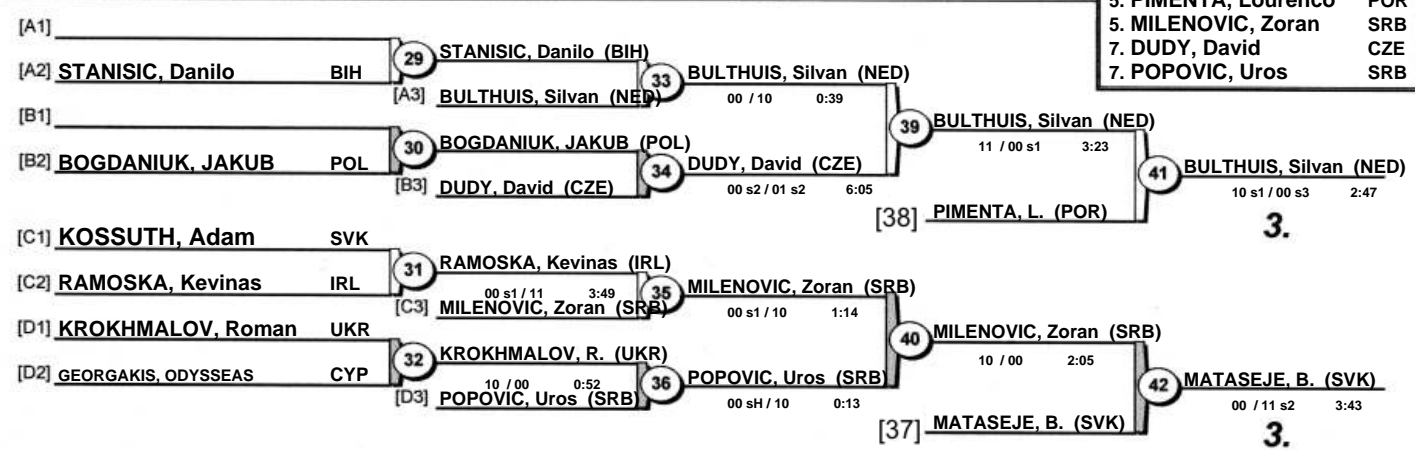 5. PIMENTA, Lourenco POR
5. MILENOVIC, Zoran SRB
7. DUDY, David CZE
7. POPOVIC, Uros SRB
[A1]
[A2] STANISIC, Danilo BIH
29
STANISIC, Danilo (BIH)
[A3] BULTHUIS, Silvan (NED)
33
BULTHUIS, Silvan (NED)
00 / 10 0:39
[B1]
[B2] BOGDANIUK, JAKUB POL
30
BOGDANIUK, JAKUB (POL)
[B3] DUDY, David (CZE)
34
DUDY, David (CZE)
00 s2 / 01 s2 6:05
39
BULTHUIS, Silvan (NED)
11 / 00 s1 3:23
[38] PIMENTA, L. (POR)
41
BULTHUIS, Silvan (NED)
10 s1 / 00 s3 2:47
3.
[C1] KOSSUTH, Adam SVK
[C2] RAMOSKA, Kevinas IRL
31
RAMOSKA, Kevinas (IRL)
00 s1 / 11 3:49
[C3] MILENOVIC, Zoran (SRB)
35
MILENOVIC, Zoran (SRB)
00 s1 / 10 1:14
[D1] KROKHMALOV, Roman UKR
[D2] GEORGAKIS, ODYSSEAS CYP
32
KROKHMALOV, R. (UKR)
10 / 00 0:52
[D3] POPOVIC, Uros (SRB)
36
POPOVIC, Uros (SRB)
00 sH / 10 0:13
40
MILENOVIC, Zoran (SRB)
10 / 00 2:05
[37] MATASEJE, B. (SVK)
42
MATASEJE, B. (SVK)
00 / 11 s2 3:43
3.